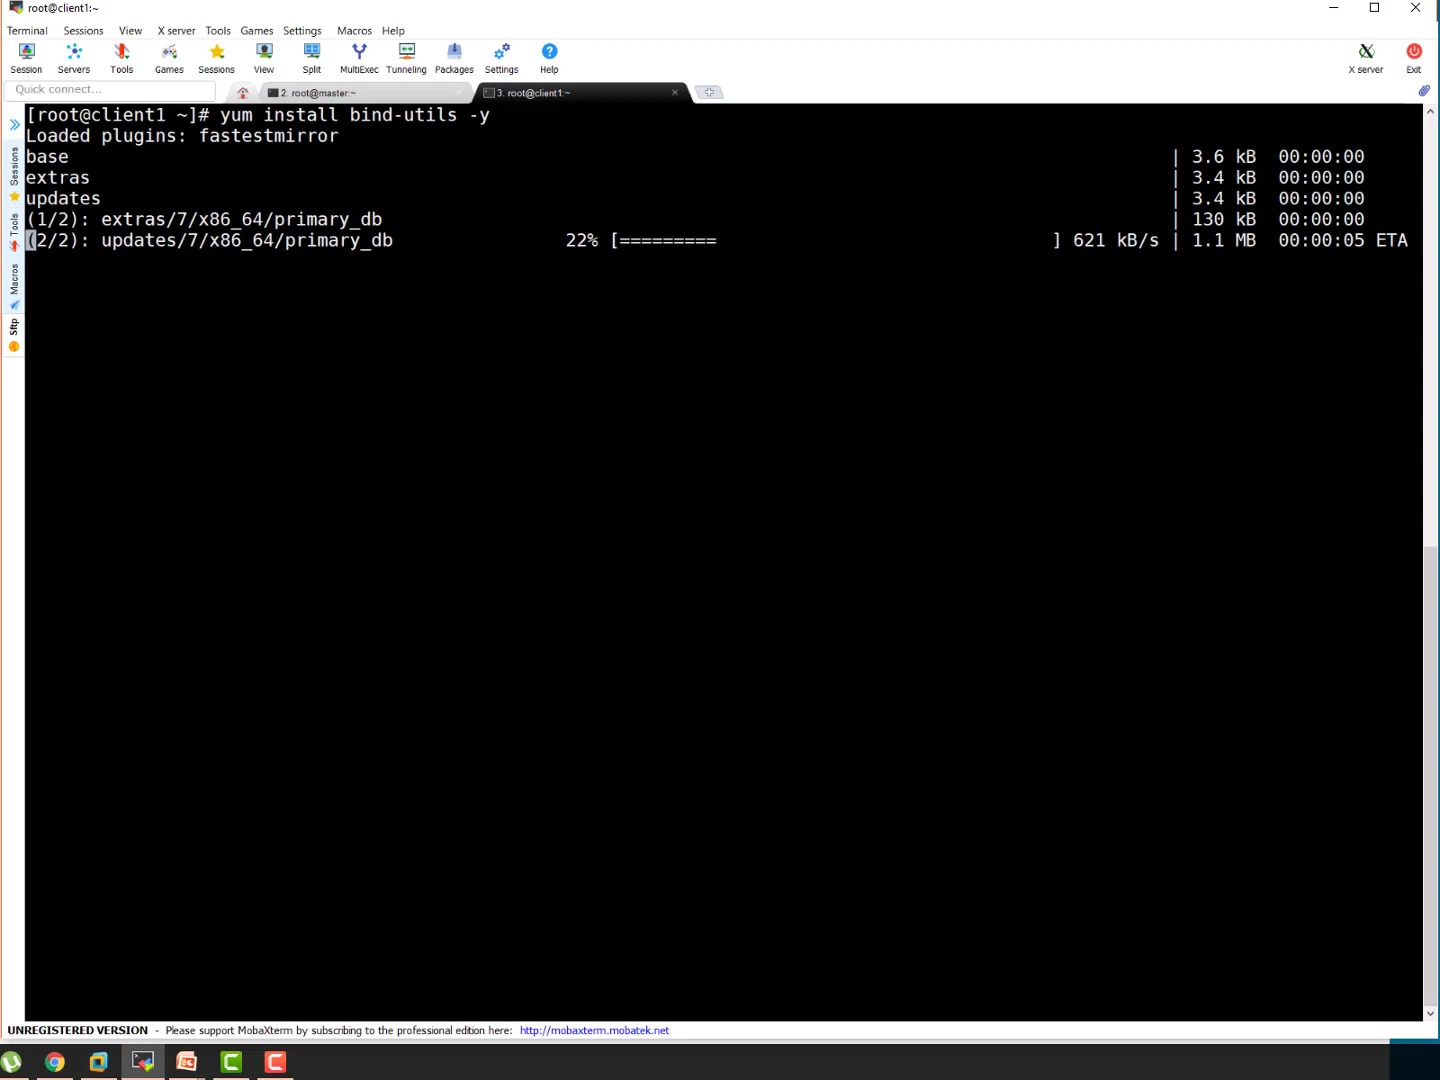 root@client1:~
Terminal Sessions View X server Tools Games Settings Macros Help
Session Servers Tools Games Sessions View Split MultiExec Tunneling Packages Settings Help X server Exit
Quick connect...
2. root@master:~
3. root@client1:~
Sessions
Tools
Macros
Sftp
[root@client1 ~]# yum install bind-utils -y
Loaded plugins: fastestmirror
base | 3.6 kB 00:00:00
extras | 3.4 kB 00:00:00
updates | 3.4 kB 00:00:00
(1/2): extras/7/x86_64/primary_db | 130 kB 00:00:00
(2/2): updates/7/x86_64/primary_db 22% [========= ] 621 kB/s | 1.1 MB 00:00:05 ETA
UNREGISTERED VERSION - Please support MobaXterm by subscribing to the professional edition here: http://mobaxterm.mobatek.net